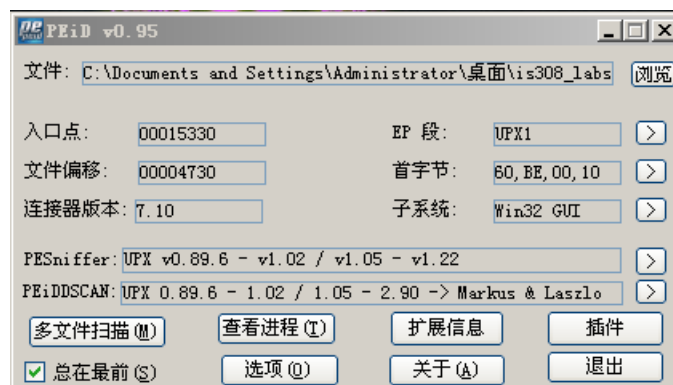 PEiD v0.95
文件: C:\Documents and Settings\Administrator\桌面\is308_labs 浏览
入口点: 00015330 EP 段: UPX1 >
文件偏移: 00004730 首字节: 60,BE,00,10 >
连接器版本: 7.10 子系统: Win32 GUI >
PESniffer: UPX v0.89.6 - v1.02 / v1.05 - v1.22 >
PEiDDSCAN: UPX 0.89.6 - 1.02 / 1.05 - 2.90 -> Markus & Laszlo >
多文件扫描(M) 查看进程(T) 扩展信息 插件
总在最前(S) 选项(O) 关于(A) 退出